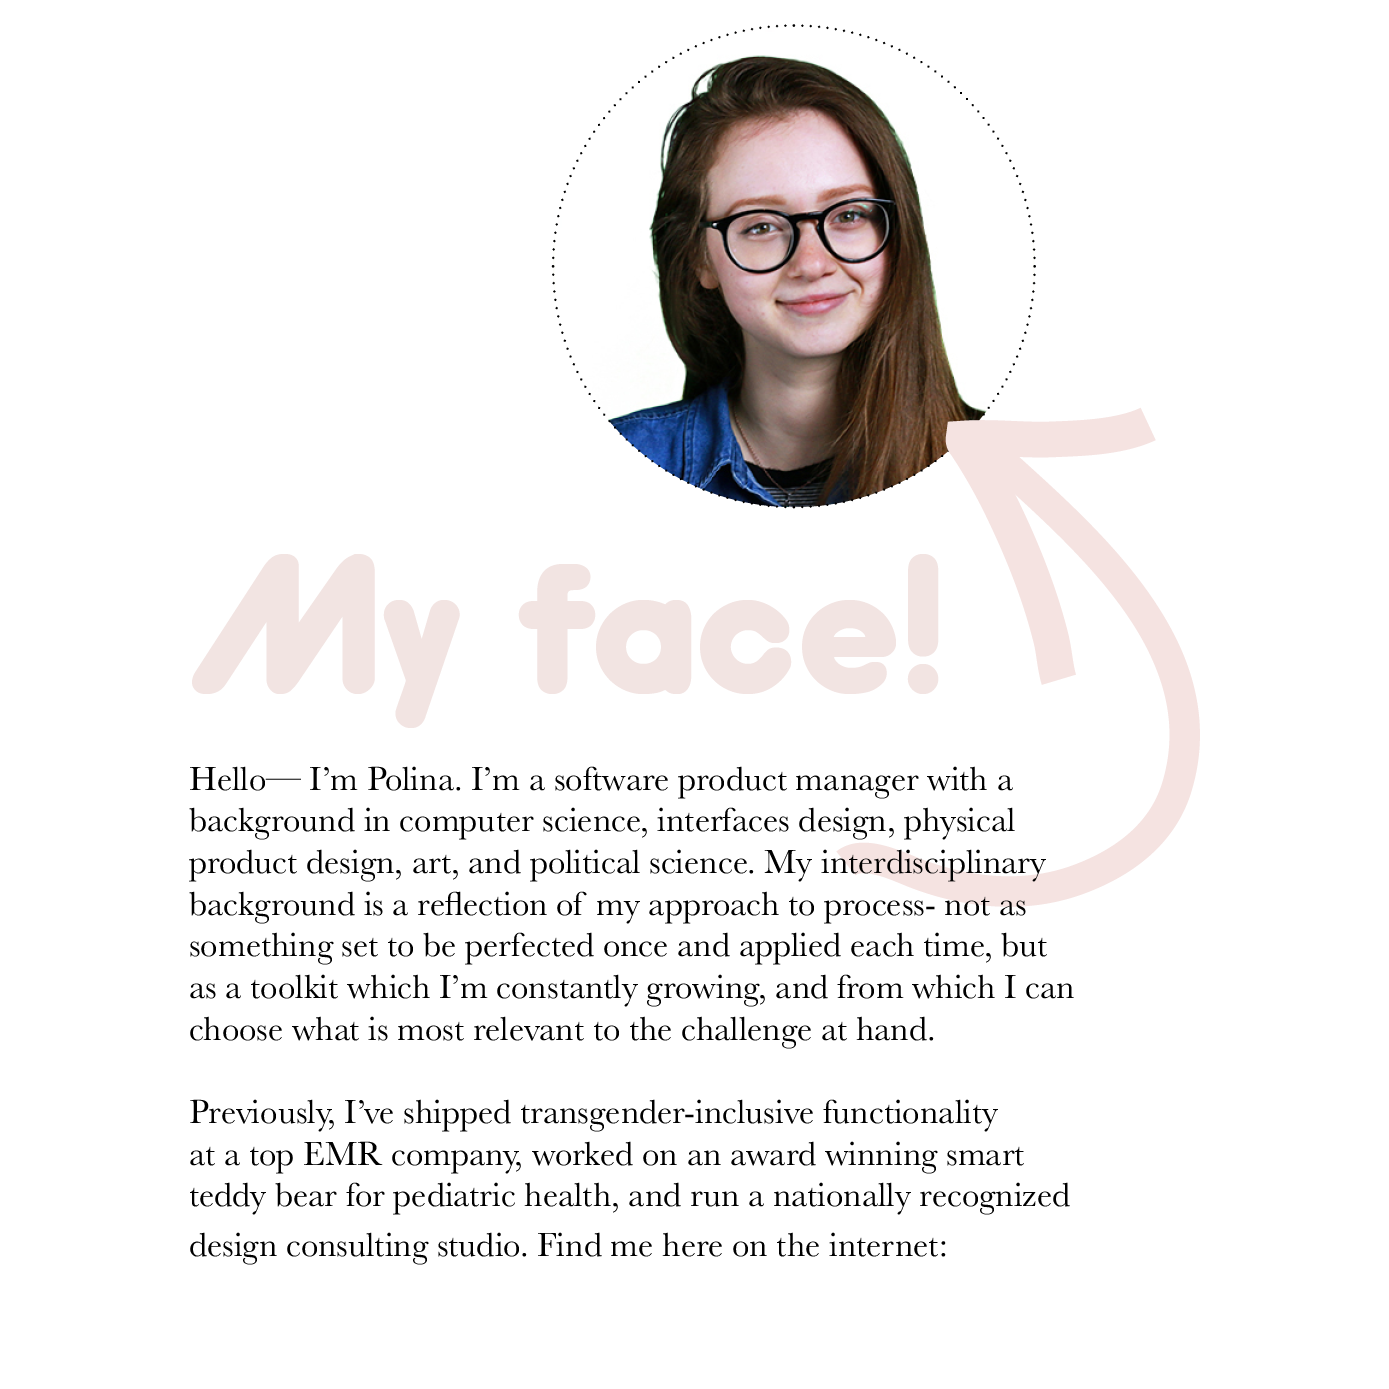 My face!
Hello— I’m Polina. I’m a software product manager with a
background in computer science, interfaces design, physical
product design, art, and political science. My interdisciplinary
background is a reflection of my approach to process- not as
something set to be perfected once and applied each time, but
as a toolkit which I’m constantly growing, and from which I can
choose what is most relevant to the challenge at hand.
Previously, I’ve shipped transgender-inclusive functionality
at a top EMR company, worked on an award winning smart
teddy bear for pediatric health, and run a nationally recognized
design consulting studio. Find me here on the internet: